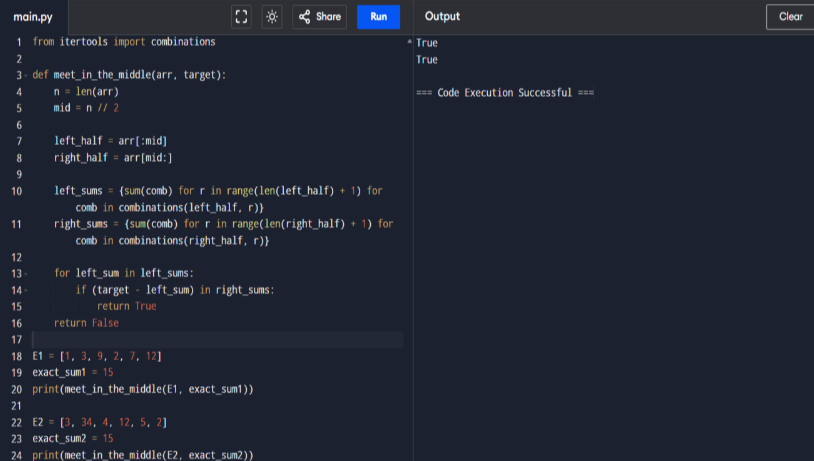 main.py
Share
Run
Output
Clear
1 from itertools import combinations
2
3 def meet_in_the_middle(arr, target):
4     n = len(arr)
5     mid = n // 2
6
7     left_half = arr[:mid]
8     right_half = arr[mid:]
9
10     left_sums = {sum(comb) for r in range(len(left_half) + 1) for
        comb in combinations(left_half, r)}
11     right_sums = {sum(comb) for r in range(len(right_half) + 1) for
        comb in combinations(right_half, r)}
12
13     for left_sum in left_sums:
14         if (target - left_sum) in right_sums:
15             return True
16     return False
17
18 E1 = [1, 3, 9, 2, 7, 12]
19 exact_sum1 = 15
20 print(meet_in_the_middle(E1, exact_sum1))
21
22 E2 = [3, 34, 4, 12, 5, 2]
23 exact_sum2 = 15
24 print(meet_in_the_middle(E2, exact_sum2))
True
True
=== Code Execution Successful ===